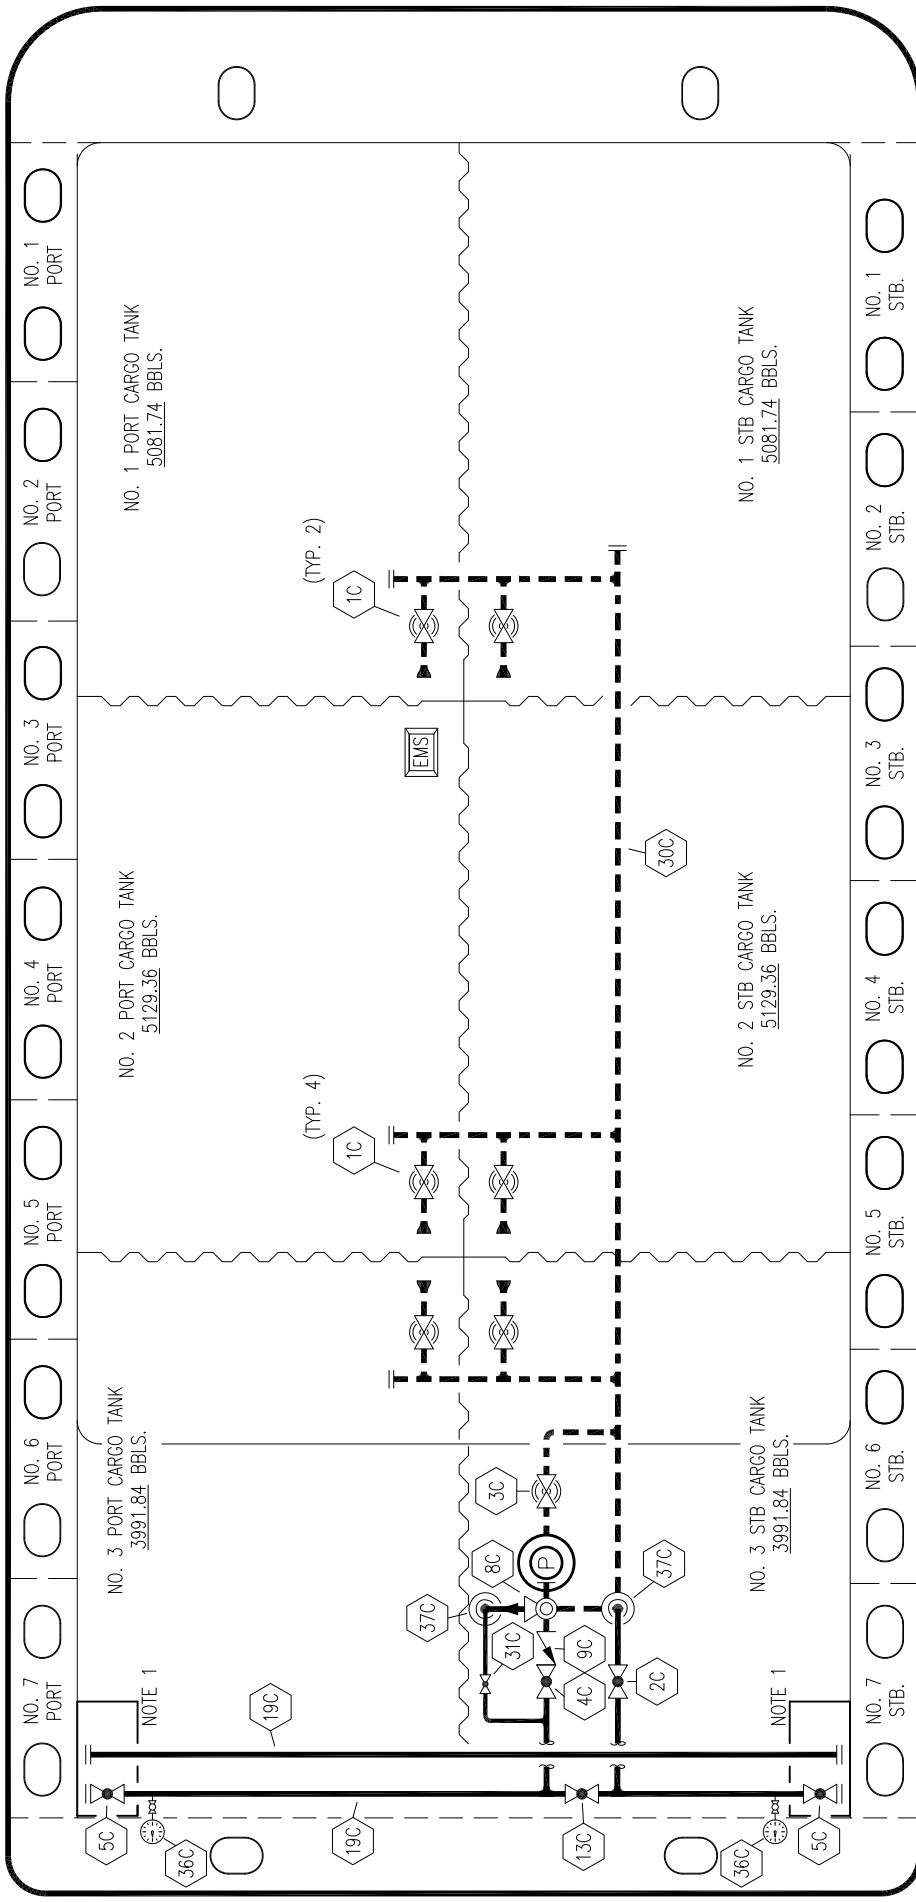 NO. 1
PORT
NO. 2
PORT
NO. 3
PORT
NO. 4
PORT
NO. 5
PORT
NO. 6
PORT
NO. 7
PORT
NO. 1 PORT CARGO TANK
5081.74 BBLS.
NO. 2 PORT CARGO TANK
5129.36 BBLS.
NO. 3 PORT CARGO TANK
3991.84 BBLS.
NOTE 1
(TYP. 2)
1C
EMS
(TYP. 4)
1C
30C
3C
P
8C
37C
37C
31C
9C
4C
2C
19C
19C
13C
5C
36C
36C
5C
NO. 1 STB CARGO TANK
5081.74 BBLS.
NO. 2 STB CARGO TANK
5129.36 BBLS.
NO. 3 STB CARGO TANK
3991.84 BBLS.
NOTE 1
NO. 1
STB.
NO. 2
STB.
NO. 3
STB.
NO. 4
STB.
NO. 5
STB.
NO. 6
STB.
NO. 7
STB.